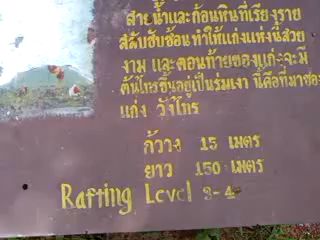 สายน้ำและก้อนหินที่เรียงราย
สลับซับซ้อน ทำให้แก่งแห่งนี้สวย
งาม และตอนท้ายของแก่งจะมี
ต้นไทรขึ้นอยู่เป็นร่มเงา นี่คือที่มาของ
แก่ง วังไทร
กว้าง 15 เมตร
ยาว 150 เมตร
Rafting Level 3-4